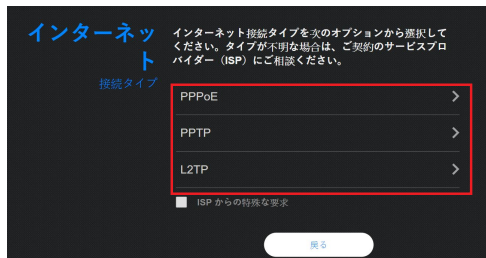 インターネッ
ト
接続タイプ
インターネット接続タイプを次のオプションから選択して
ください。タイプが不明な場合は、ご契約のサービスプロ
バイダー（ISP）にご相談ください。
PPPoE
PPTP
L2TP
ISP からの特殊な要求
戻る